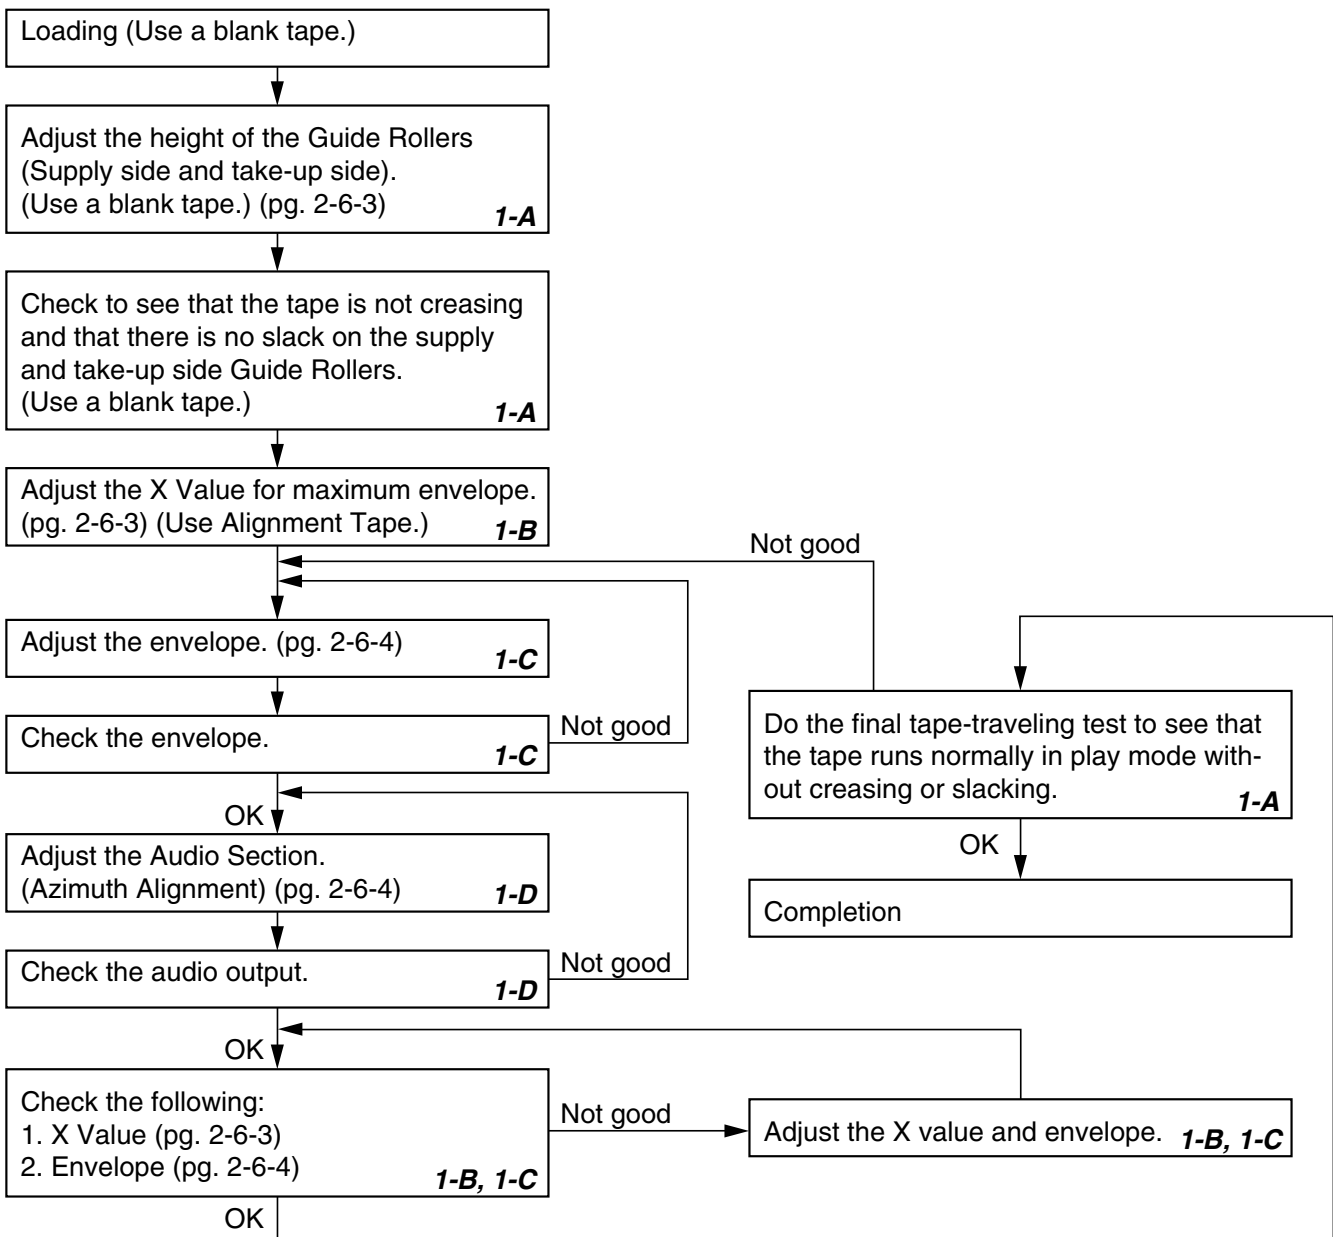 Loading (Use a blank tape.)
Adjust the height of the Guide Rollers
(Supply side and take-up side).
(Use a blank tape.) (pg. 2-6-3)
1-A
Check to see that the tape is not creasing
and that there is no slack on the supply
and take-up side Guide Rollers.
(Use a blank tape.)
1-A
Adjust the X Value for maximum envelope.
(pg. 2-6-3) (Use Alignment Tape.)
1-B
Not good
Adjust the envelope. (pg. 2-6-4)
1-C
Check the envelope.
1-C
Not good
OK
Adjust the Audio Section.
(Azimuth Alignment) (pg. 2-6-4)
1-D
Check the audio output.
1-D
Not good
OK
Check the following:
1. X Value (pg. 2-6-3)
2. Envelope (pg. 2-6-4)
1-B, 1-C
Not good
Adjust the X value and envelope.
1-B, 1-C
OK
Do the final tape-traveling test to see that
the tape runs normally in play mode with-
out creasing or slacking.
1-A
OK
Completion